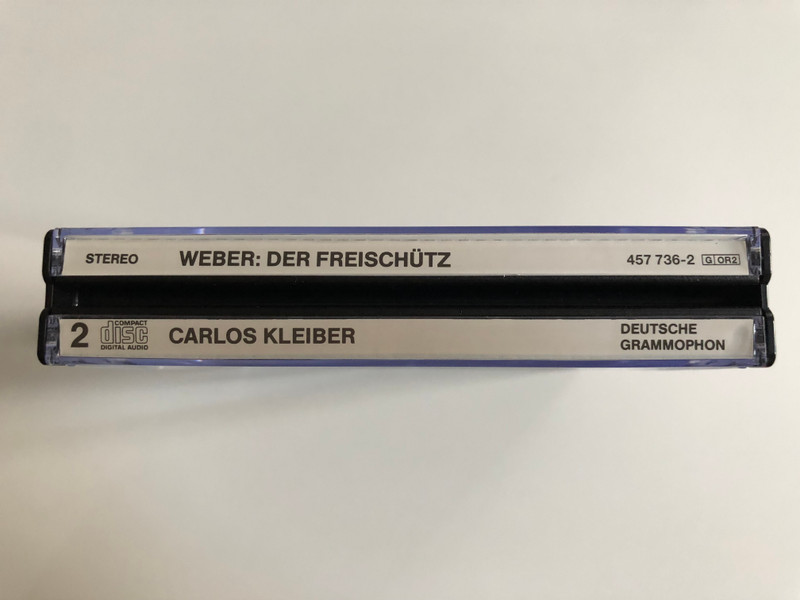 STEREO WEBER: DER FREISCHÜTZ 457 736-2 G OR2
2 COMPACT disc DIGITAL AUDIO CARLOS KLEIBER DEUTSCHE GRAMMOPHON